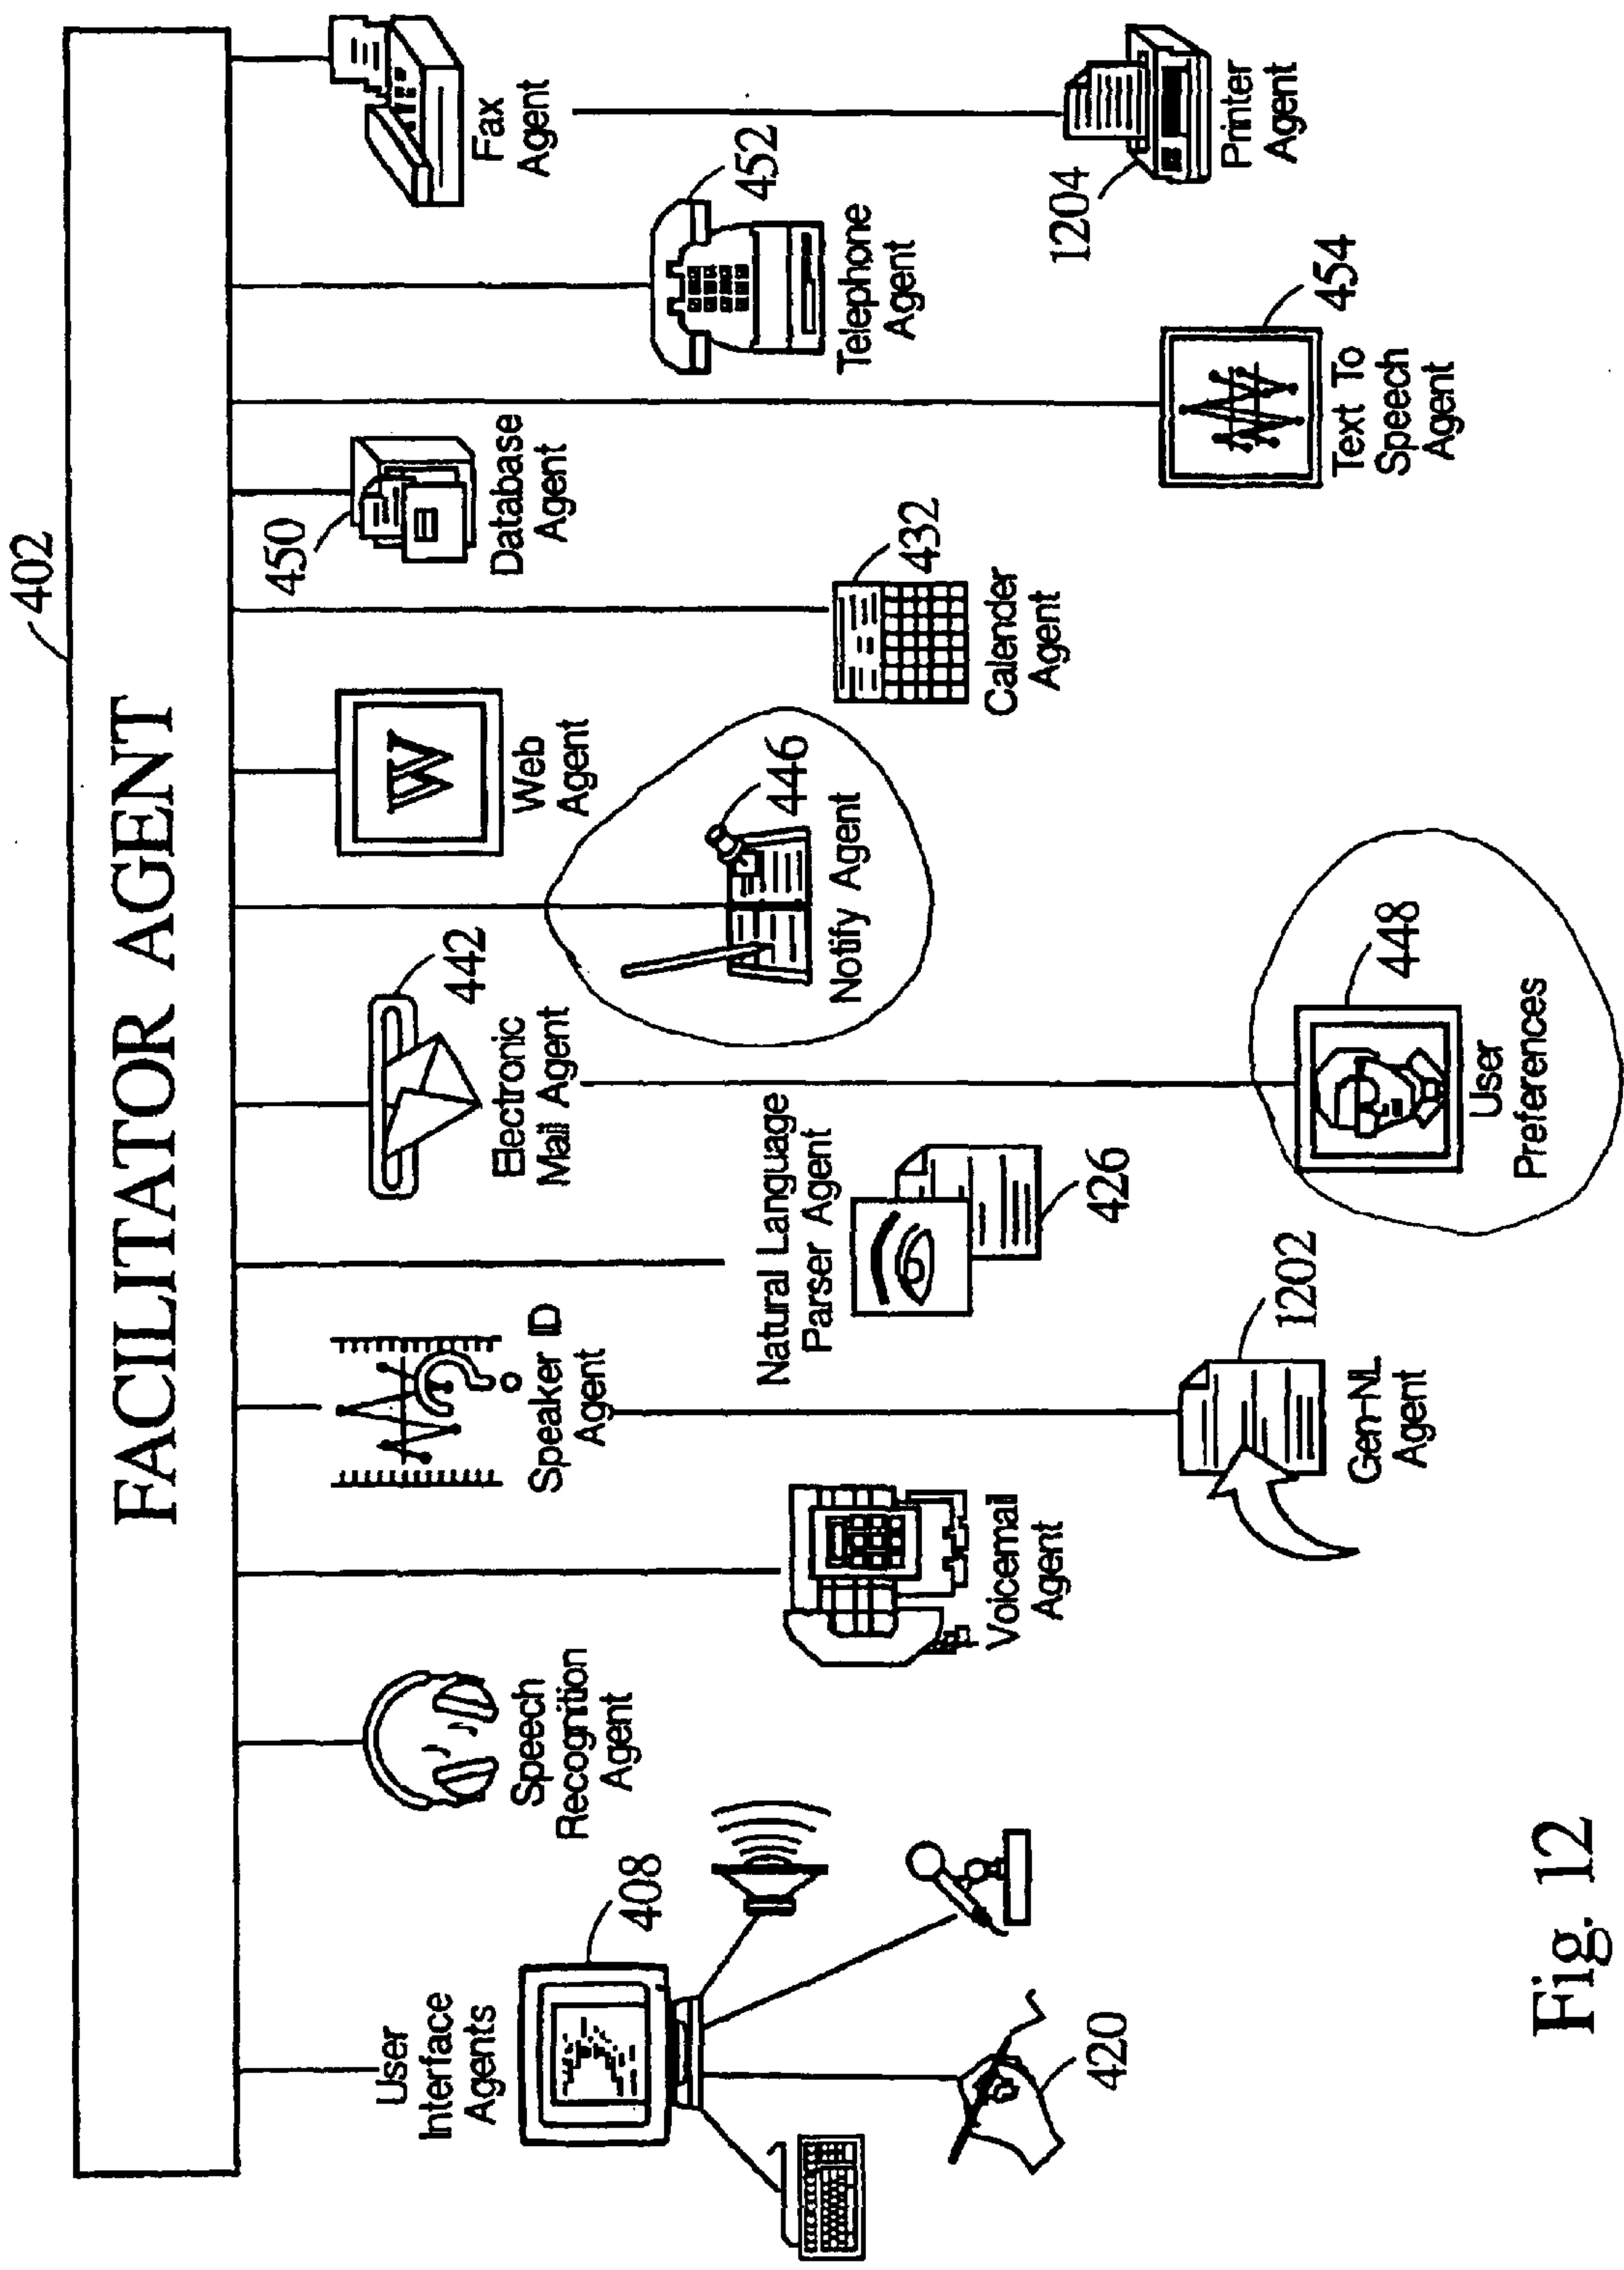 402
FACILITATOR AGENT
User
Interface
Agents
408
420
Speech
Recognition
Agent
Voicemail
Agent
Speaker ID
Agent
Gen-NL
Agent
1202
Natural Language
Parser Agent
426
Electronic
Mail Agent
442
User
Preferences
448
Notify Agent
446
W
Web
Agent
Calender
Agent
432
450
Database
Agent
Text To
Speech
Agent
454
Telephone
Agent
452
Fax
Agent
1204
Printer
Agent
Fig. 12